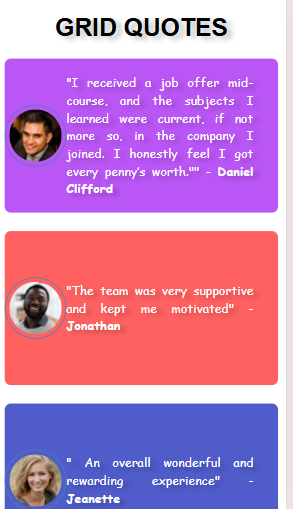 GRID QUOTES
"I received a job offer mid-
course, and the subjects I
learned were current, if not
more so, in the company I
joined. I honestly feel I got
every penny's worth."" - Daniel
Clifford
"The team was very supportive
and kept me motivated" -
Jonathan
" An overall wonderful and
rewarding experience" -
Jeanette